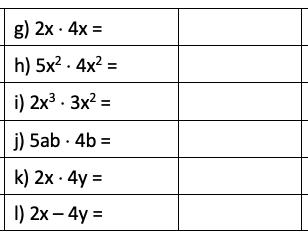 g) 2x · 4x =
h) 5x² · 4x² =
i) 2x³ · 3x² =
j) 5ab · 4b =
k) 2x · 4y =
l) 2x – 4y =